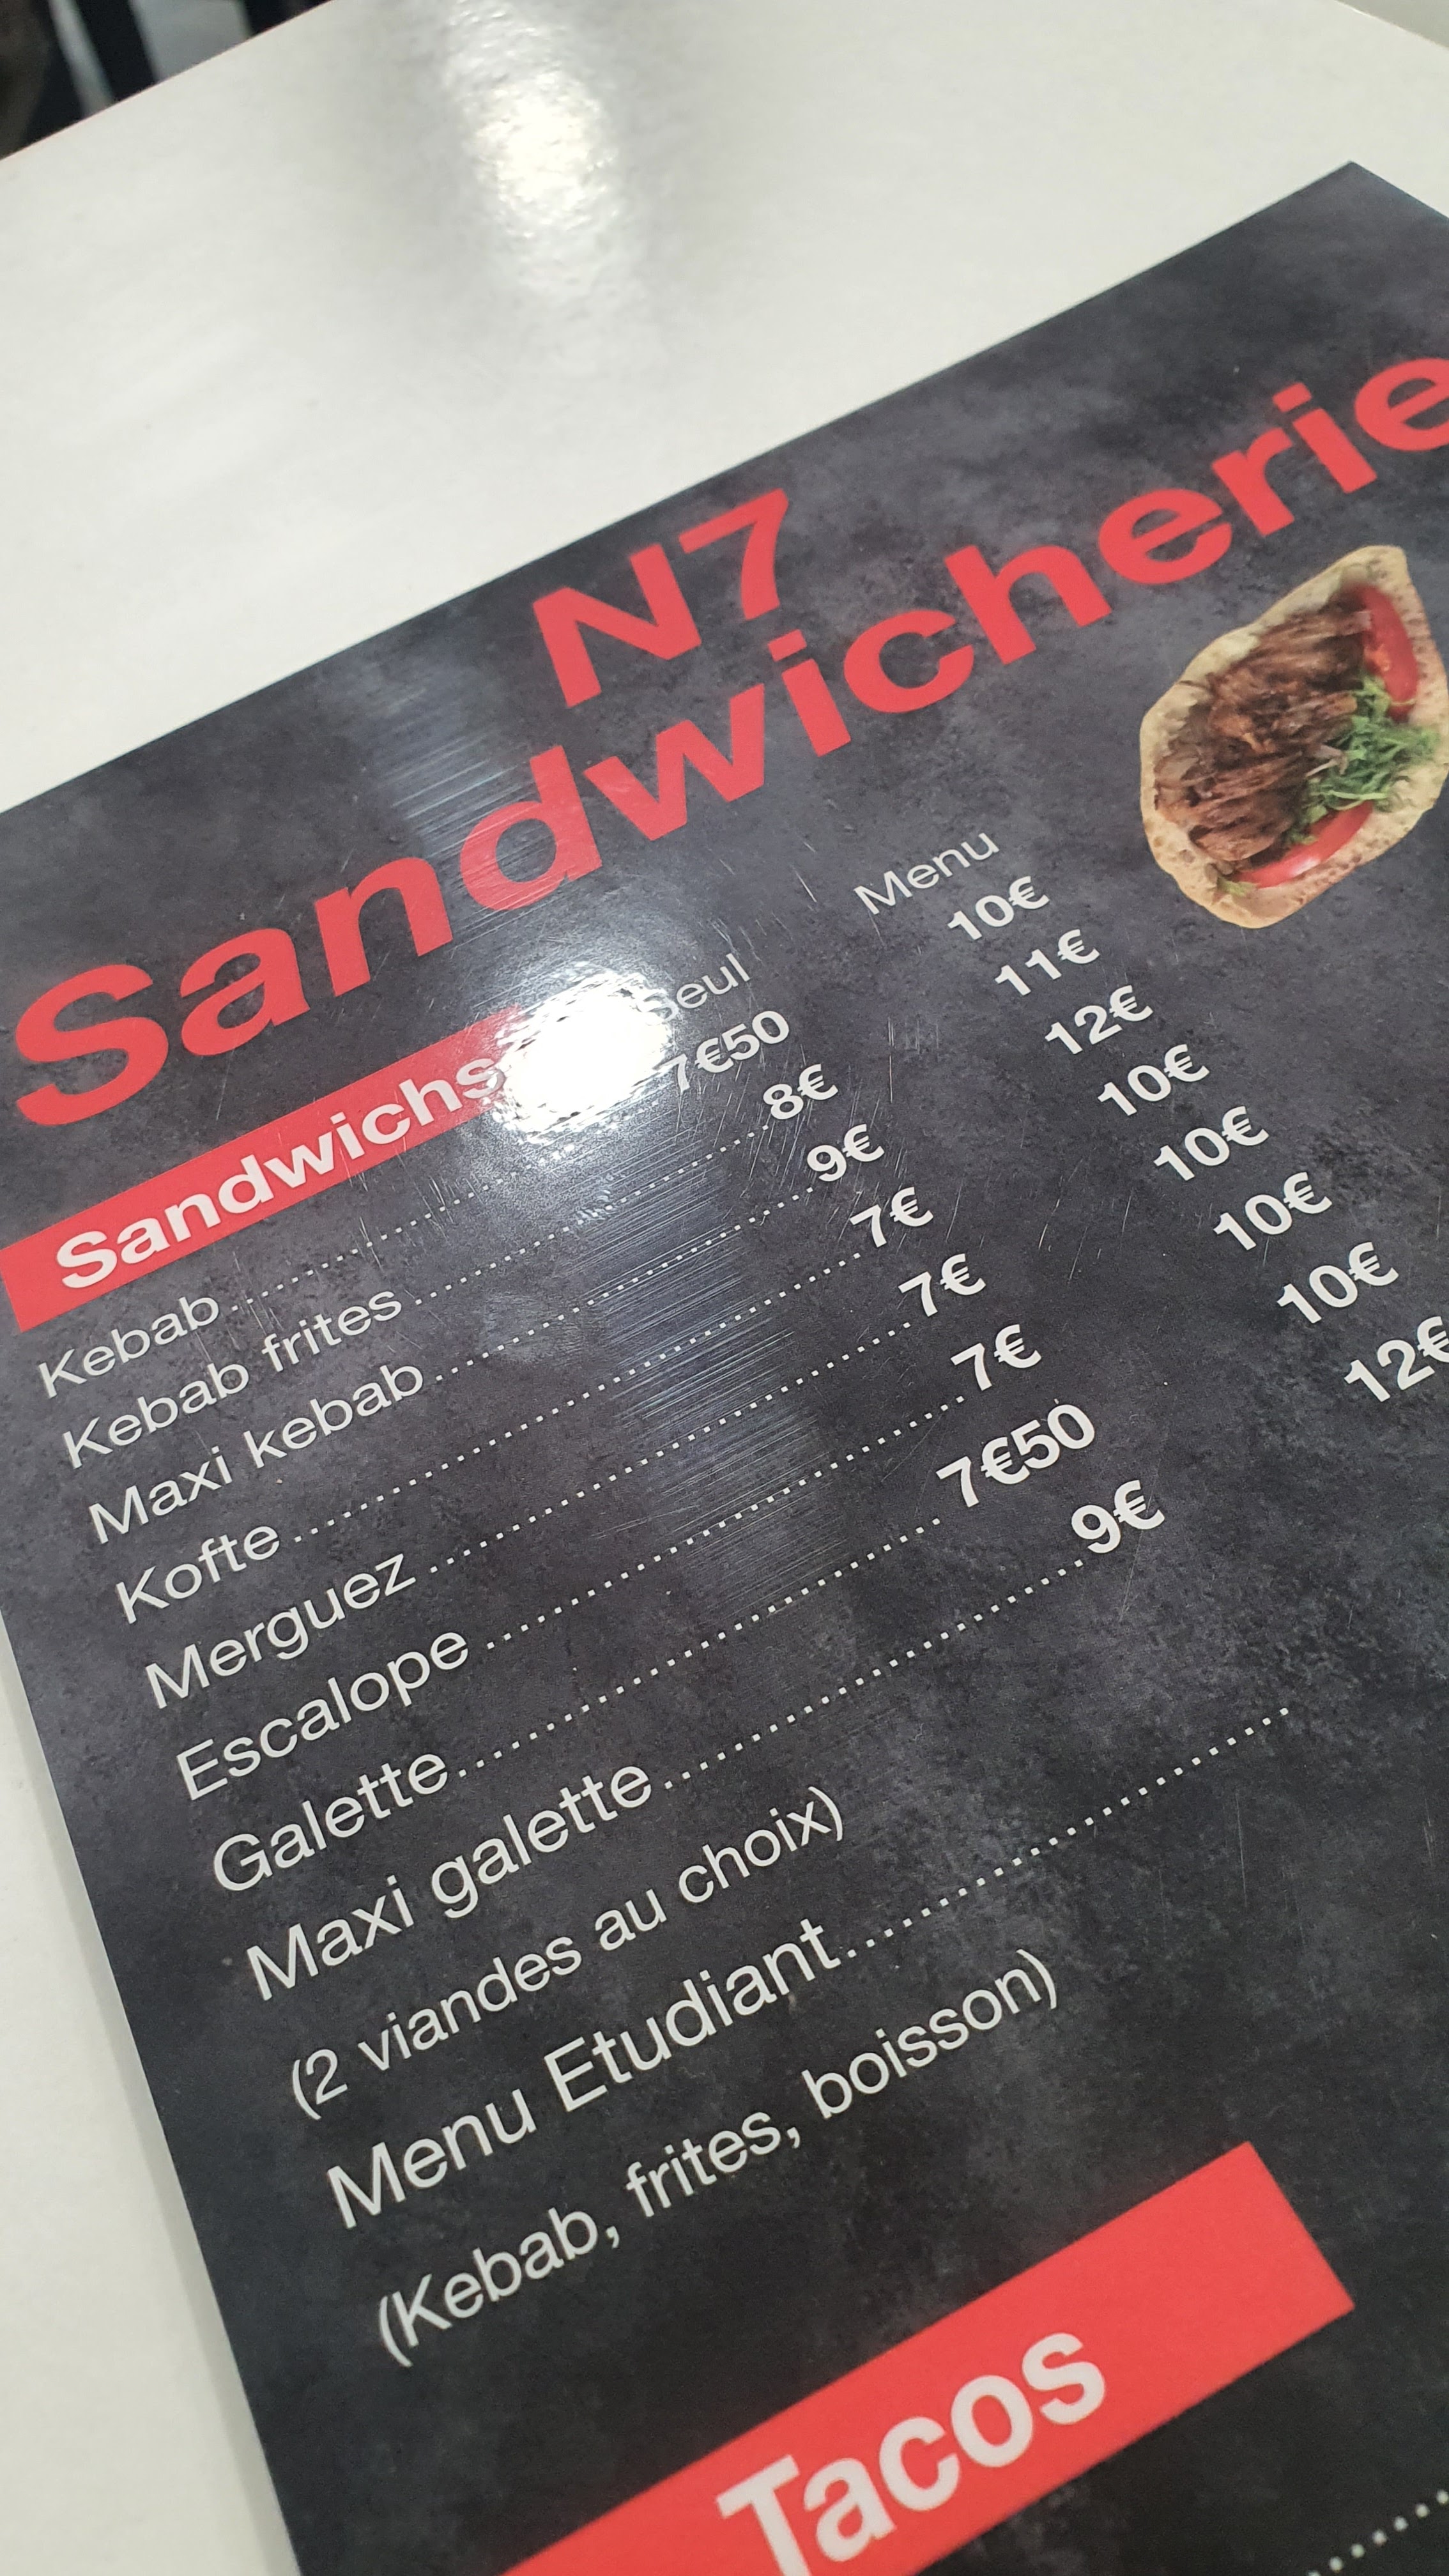 N7
Sandwicherie
Sandwichs Seul Menu
Kebab 7€50 10€
Kebab frites 8€ 11€
Maxi kebab 9€ 12€
Kofte 7€ 10€
Merguez 7€ 10€
Escalope 7€ 10€
Galette 7€50 10€
Maxi galette 9€ 12€
(2 viandes au choix)
Menu Etudiant
(Kebab, frites, boisson)
Tacos